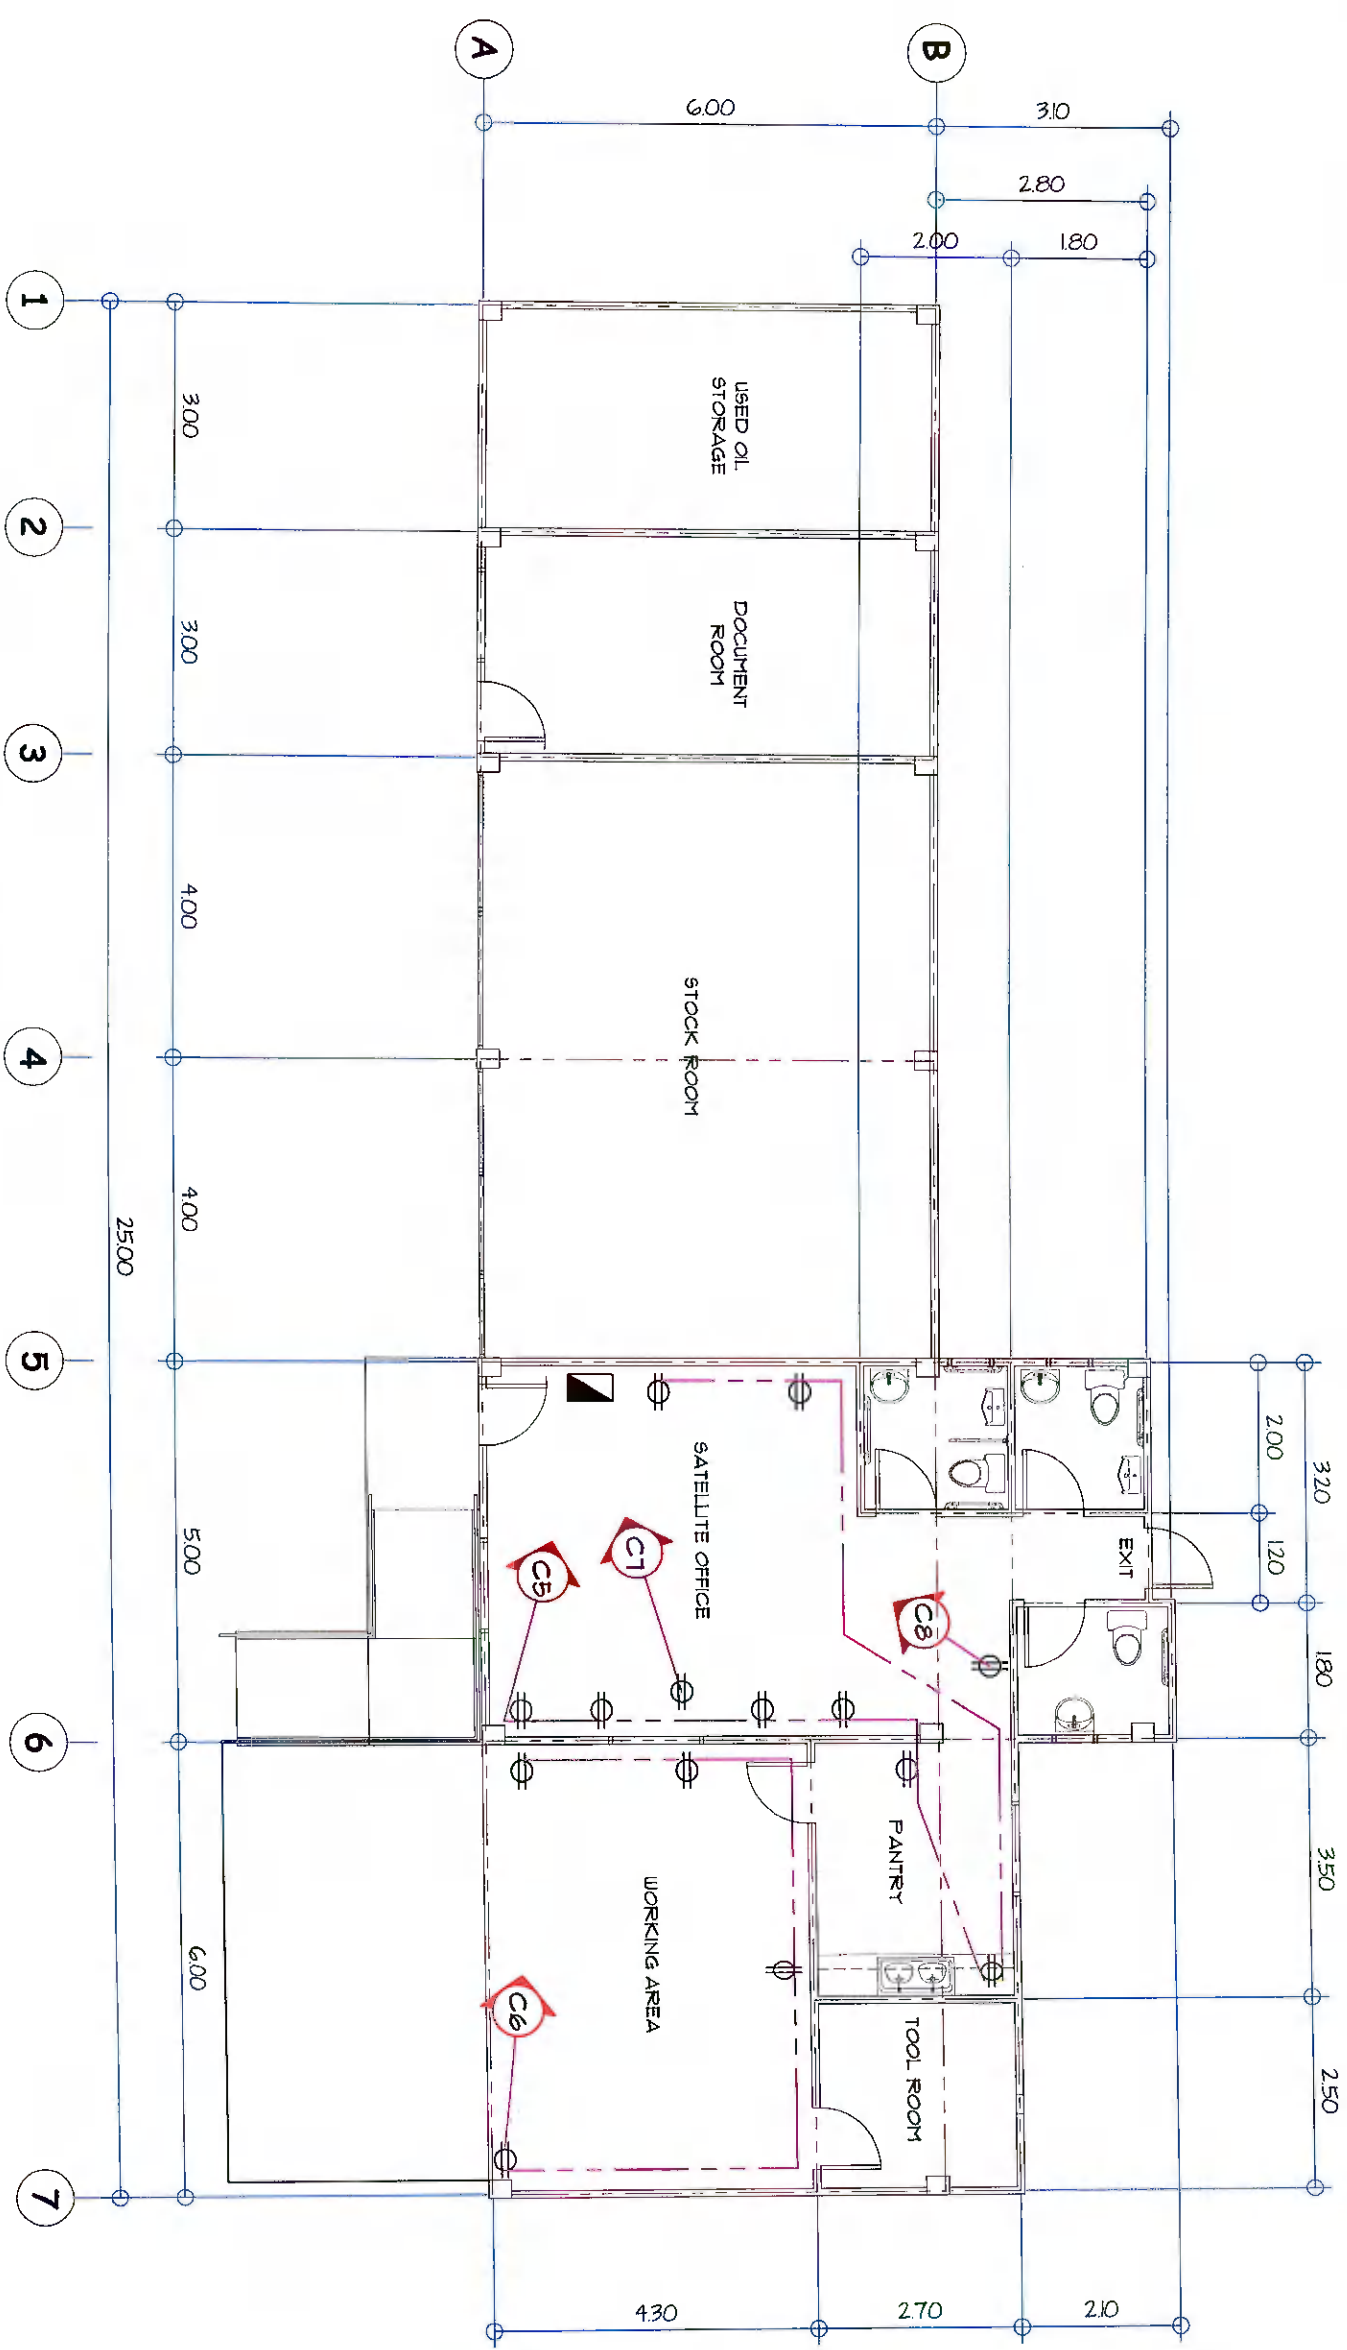 A
B
6.00
3.10
2.80
2.00
1.80
1
2
3
4
5
6
7
3.00
3.00
4.00
4.00
5.00
6.00
25.00
USED OIL
STORAGE
DOCUMENT
ROOM
STOCK ROOM
SATELLITE OFFICE
EXIT
PANTRY
WORKING AREA
TOOL ROOM
C5
C7
C8
C6
2.00
1.20
3.20
1.80
3.50
2.50
4.30
2.70
2.10